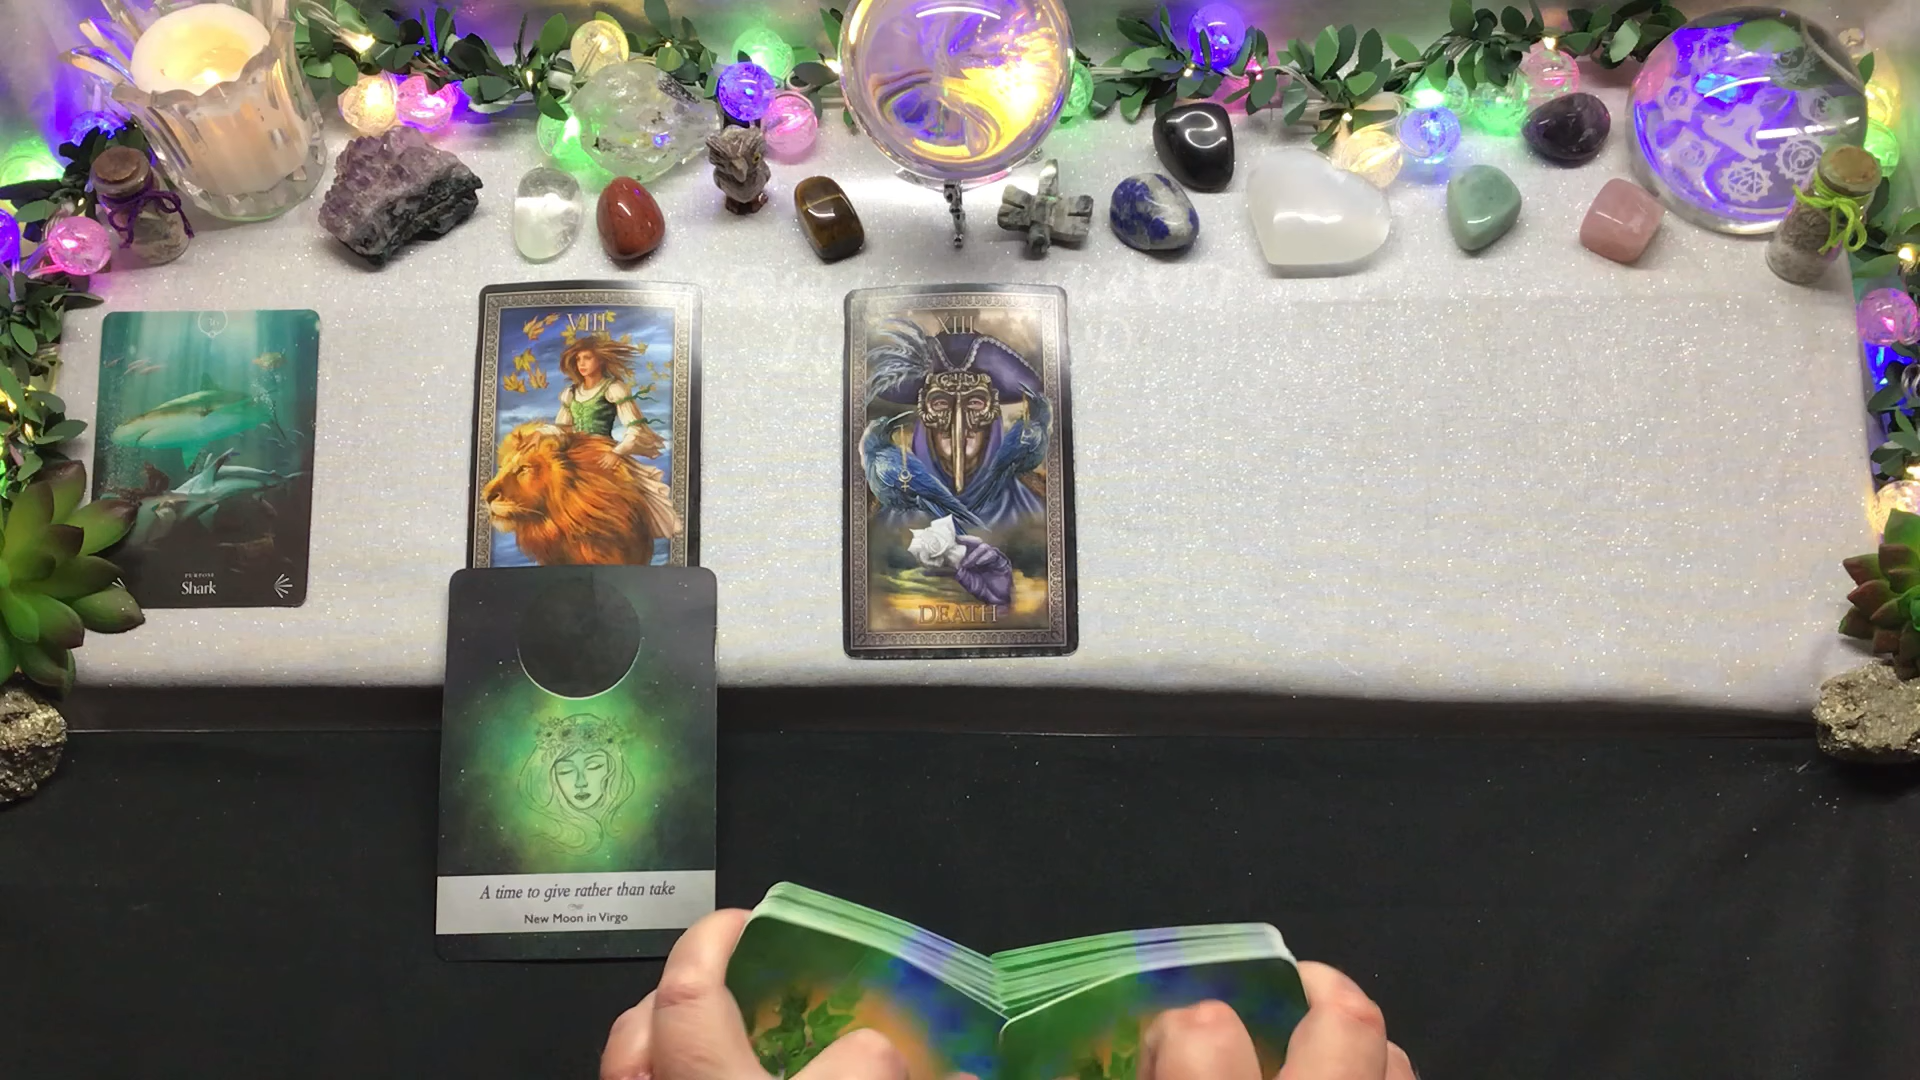 PURPOSE
Shark
VIII
A time to give rather than take
New Moon in Virgo
XIII
DEATH